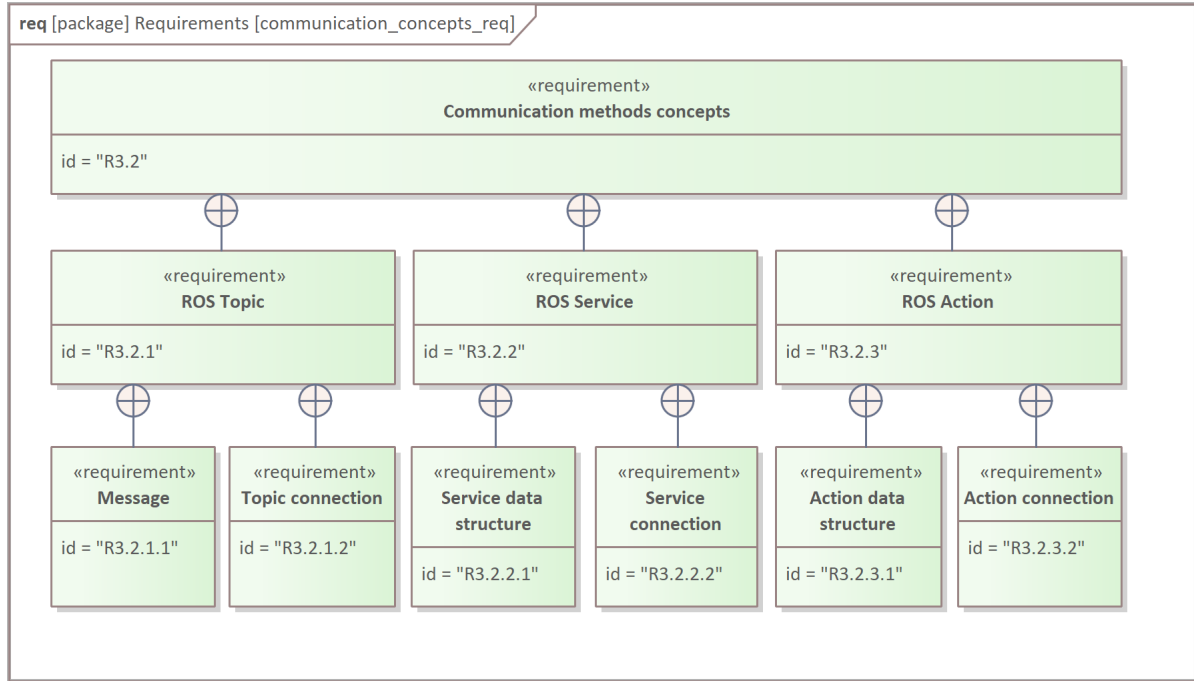 req [package] Requirements [communication_concepts_req]
«requirement»
Communication methods concepts
id = "R3.2"
«requirement»
ROS Topic
id = "R3.2.1"
«requirement»
ROS Service
id = "R3.2.2"
«requirement»
ROS Action
id = "R3.2.3"
«requirement»
Message
id = "R3.2.1.1"
«requirement»
Topic connection
id = "R3.2.1.2"
«requirement»
Service data
structure
id = "R3.2.2.1"
«requirement»
Service
connection
id = "R3.2.2.2"
«requirement»
Action data
structure
id = "R3.2.3.1"
«requirement»
Action connection
id = "R3.2.3.2"